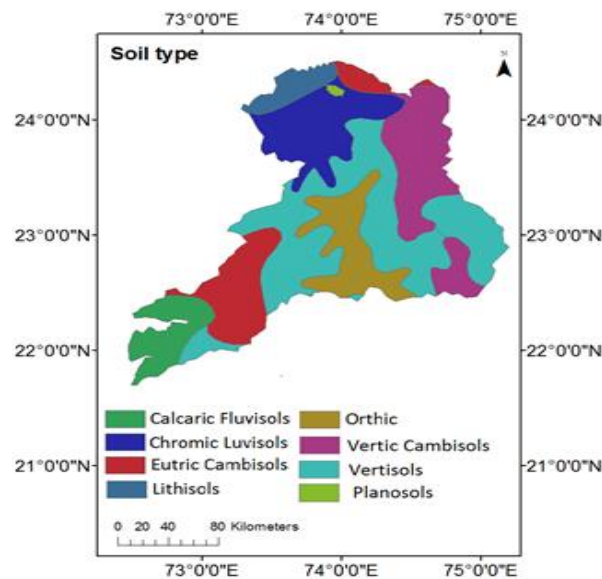 73°0'0"E 74°0'0"E 75°0'0"E
Soil type
N
24°0'0"N 24°0'0"N
23°0'0"N 23°0'0"N
22°0'0"N 22°0'0"N
Calcaric Fluvisols Orthic
Chromic Luvisols Vertic Cambisols
Eutric Cambisols Vertisols
Lithisols Planosols
21°0'0"N 21°0'0"N
0 20 40 80 Kilometers
73°0'0"E 74°0'0"E 75°0'0"E